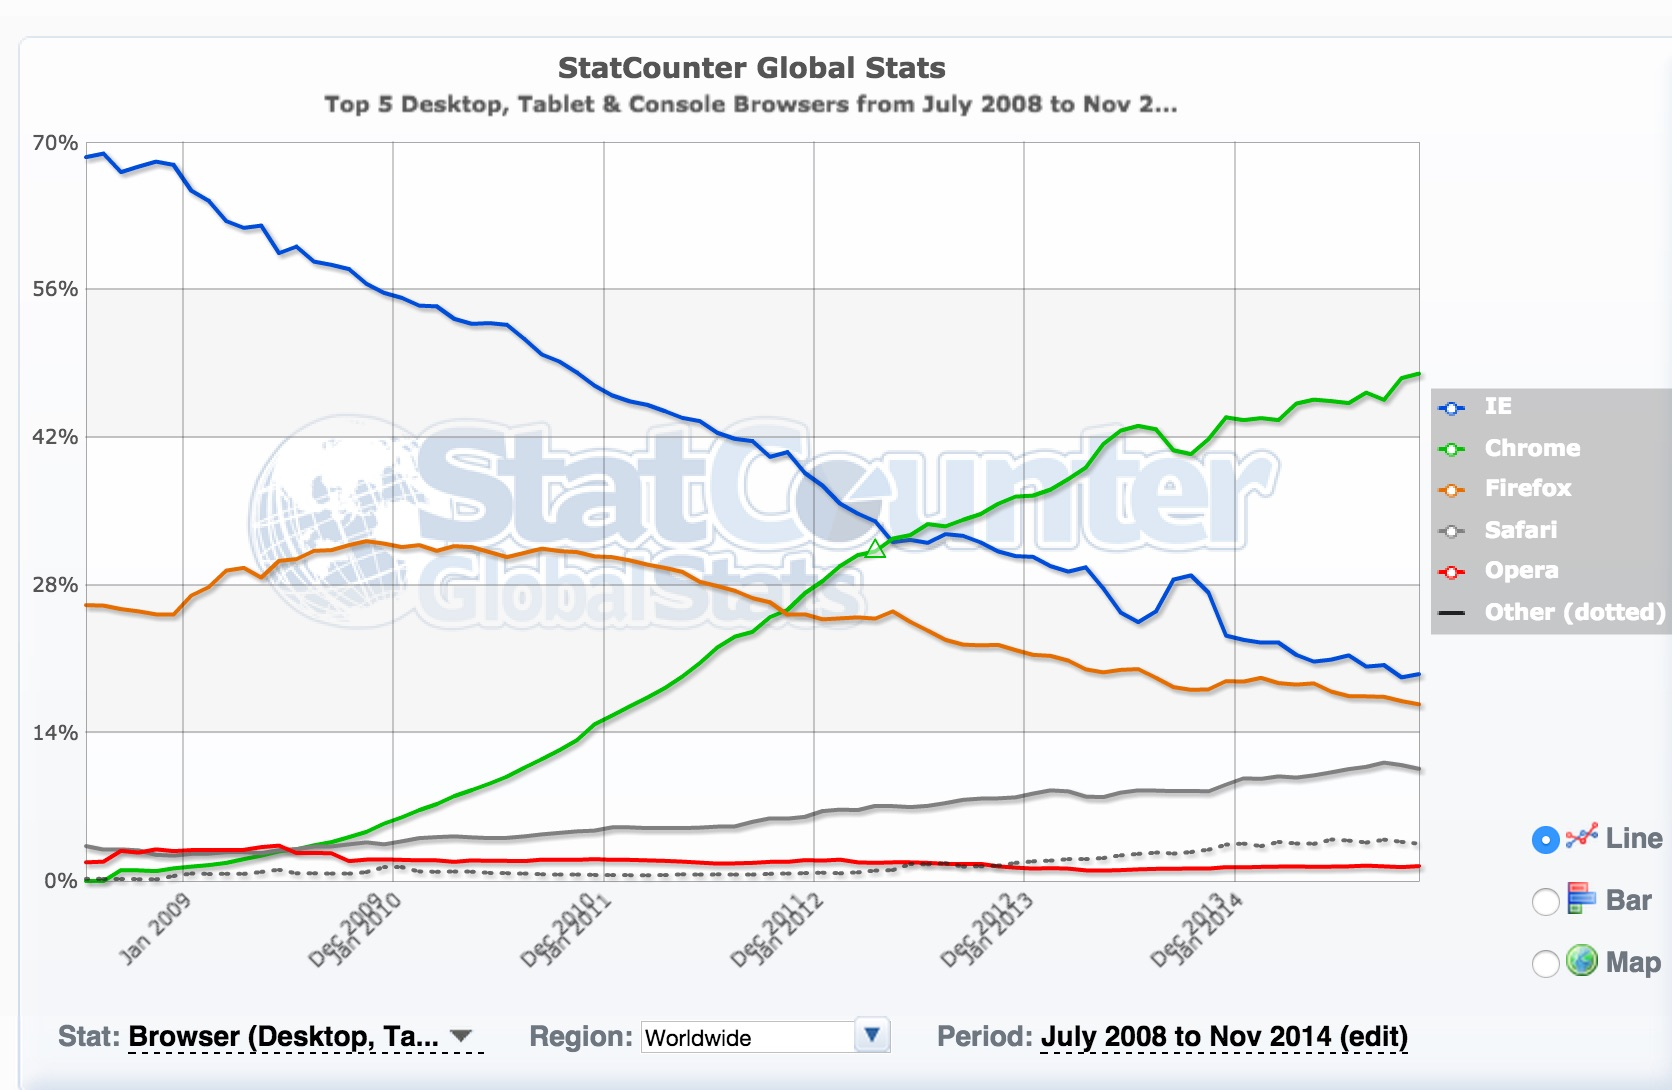 StatCounter Global Stats
Top 5 Desktop, Tablet & Console Browsers from July 2008 to Nov 2...
70%
56%
42%
28%
14%
0%
StatCounter
GlobalStats
IE
Chrome
Firefox
Safari
Opera
Other (dotted)
Jan 2009
Dec 2009
Jan 2010
Dec 2010
Jan 2011
Dec 2011
Jan 2012
Dec 2012
Jan 2013
Dec 2013
Jan 2014
Line
Bar
Map
Stat: Browser (Desktop, Ta... Region: Worldwide Period: July 2008 to Nov 2014 (edit)